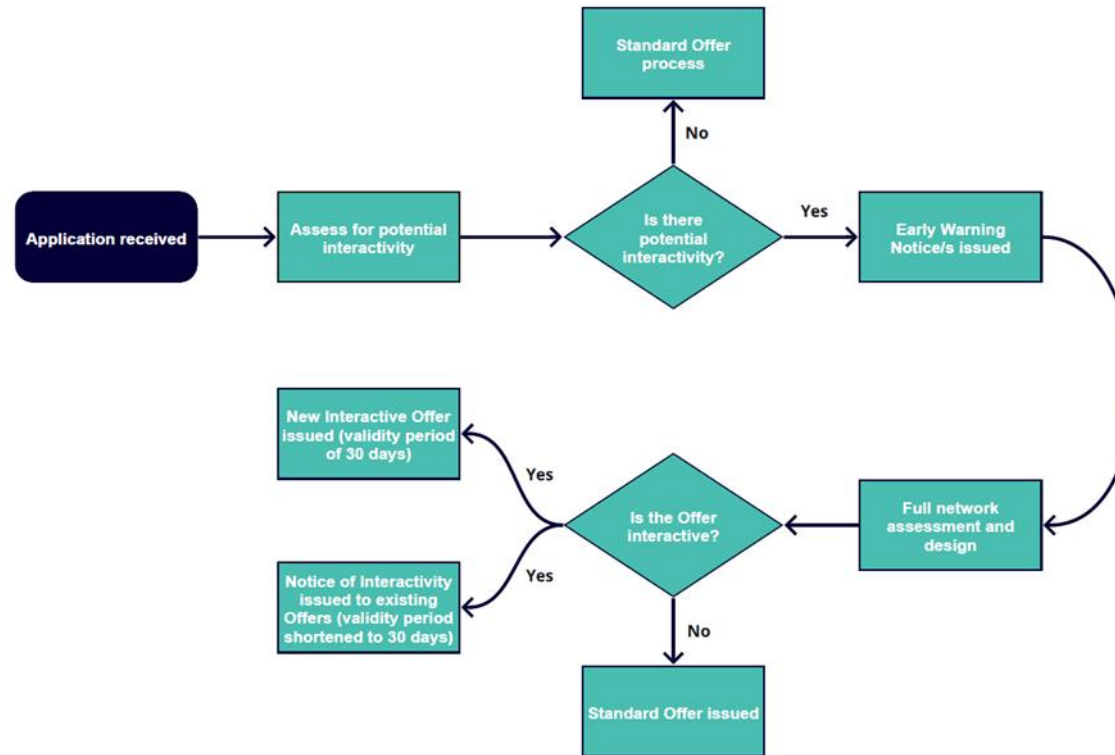 Standard Offer
process
No
Application received
Assess for potential
interactivity
Is there
potential
interactivity?
Yes
Early Warning
Notice/s issued
New Interactive Offer
issued (validity period
of 30 days)
Yes
Is the Offer
interactive?
Full network
assessment and
design
Yes
Notice of Interactivity
issued to existing
Offers (validity period
shortened to 30 days)
No
Standard Offer issued